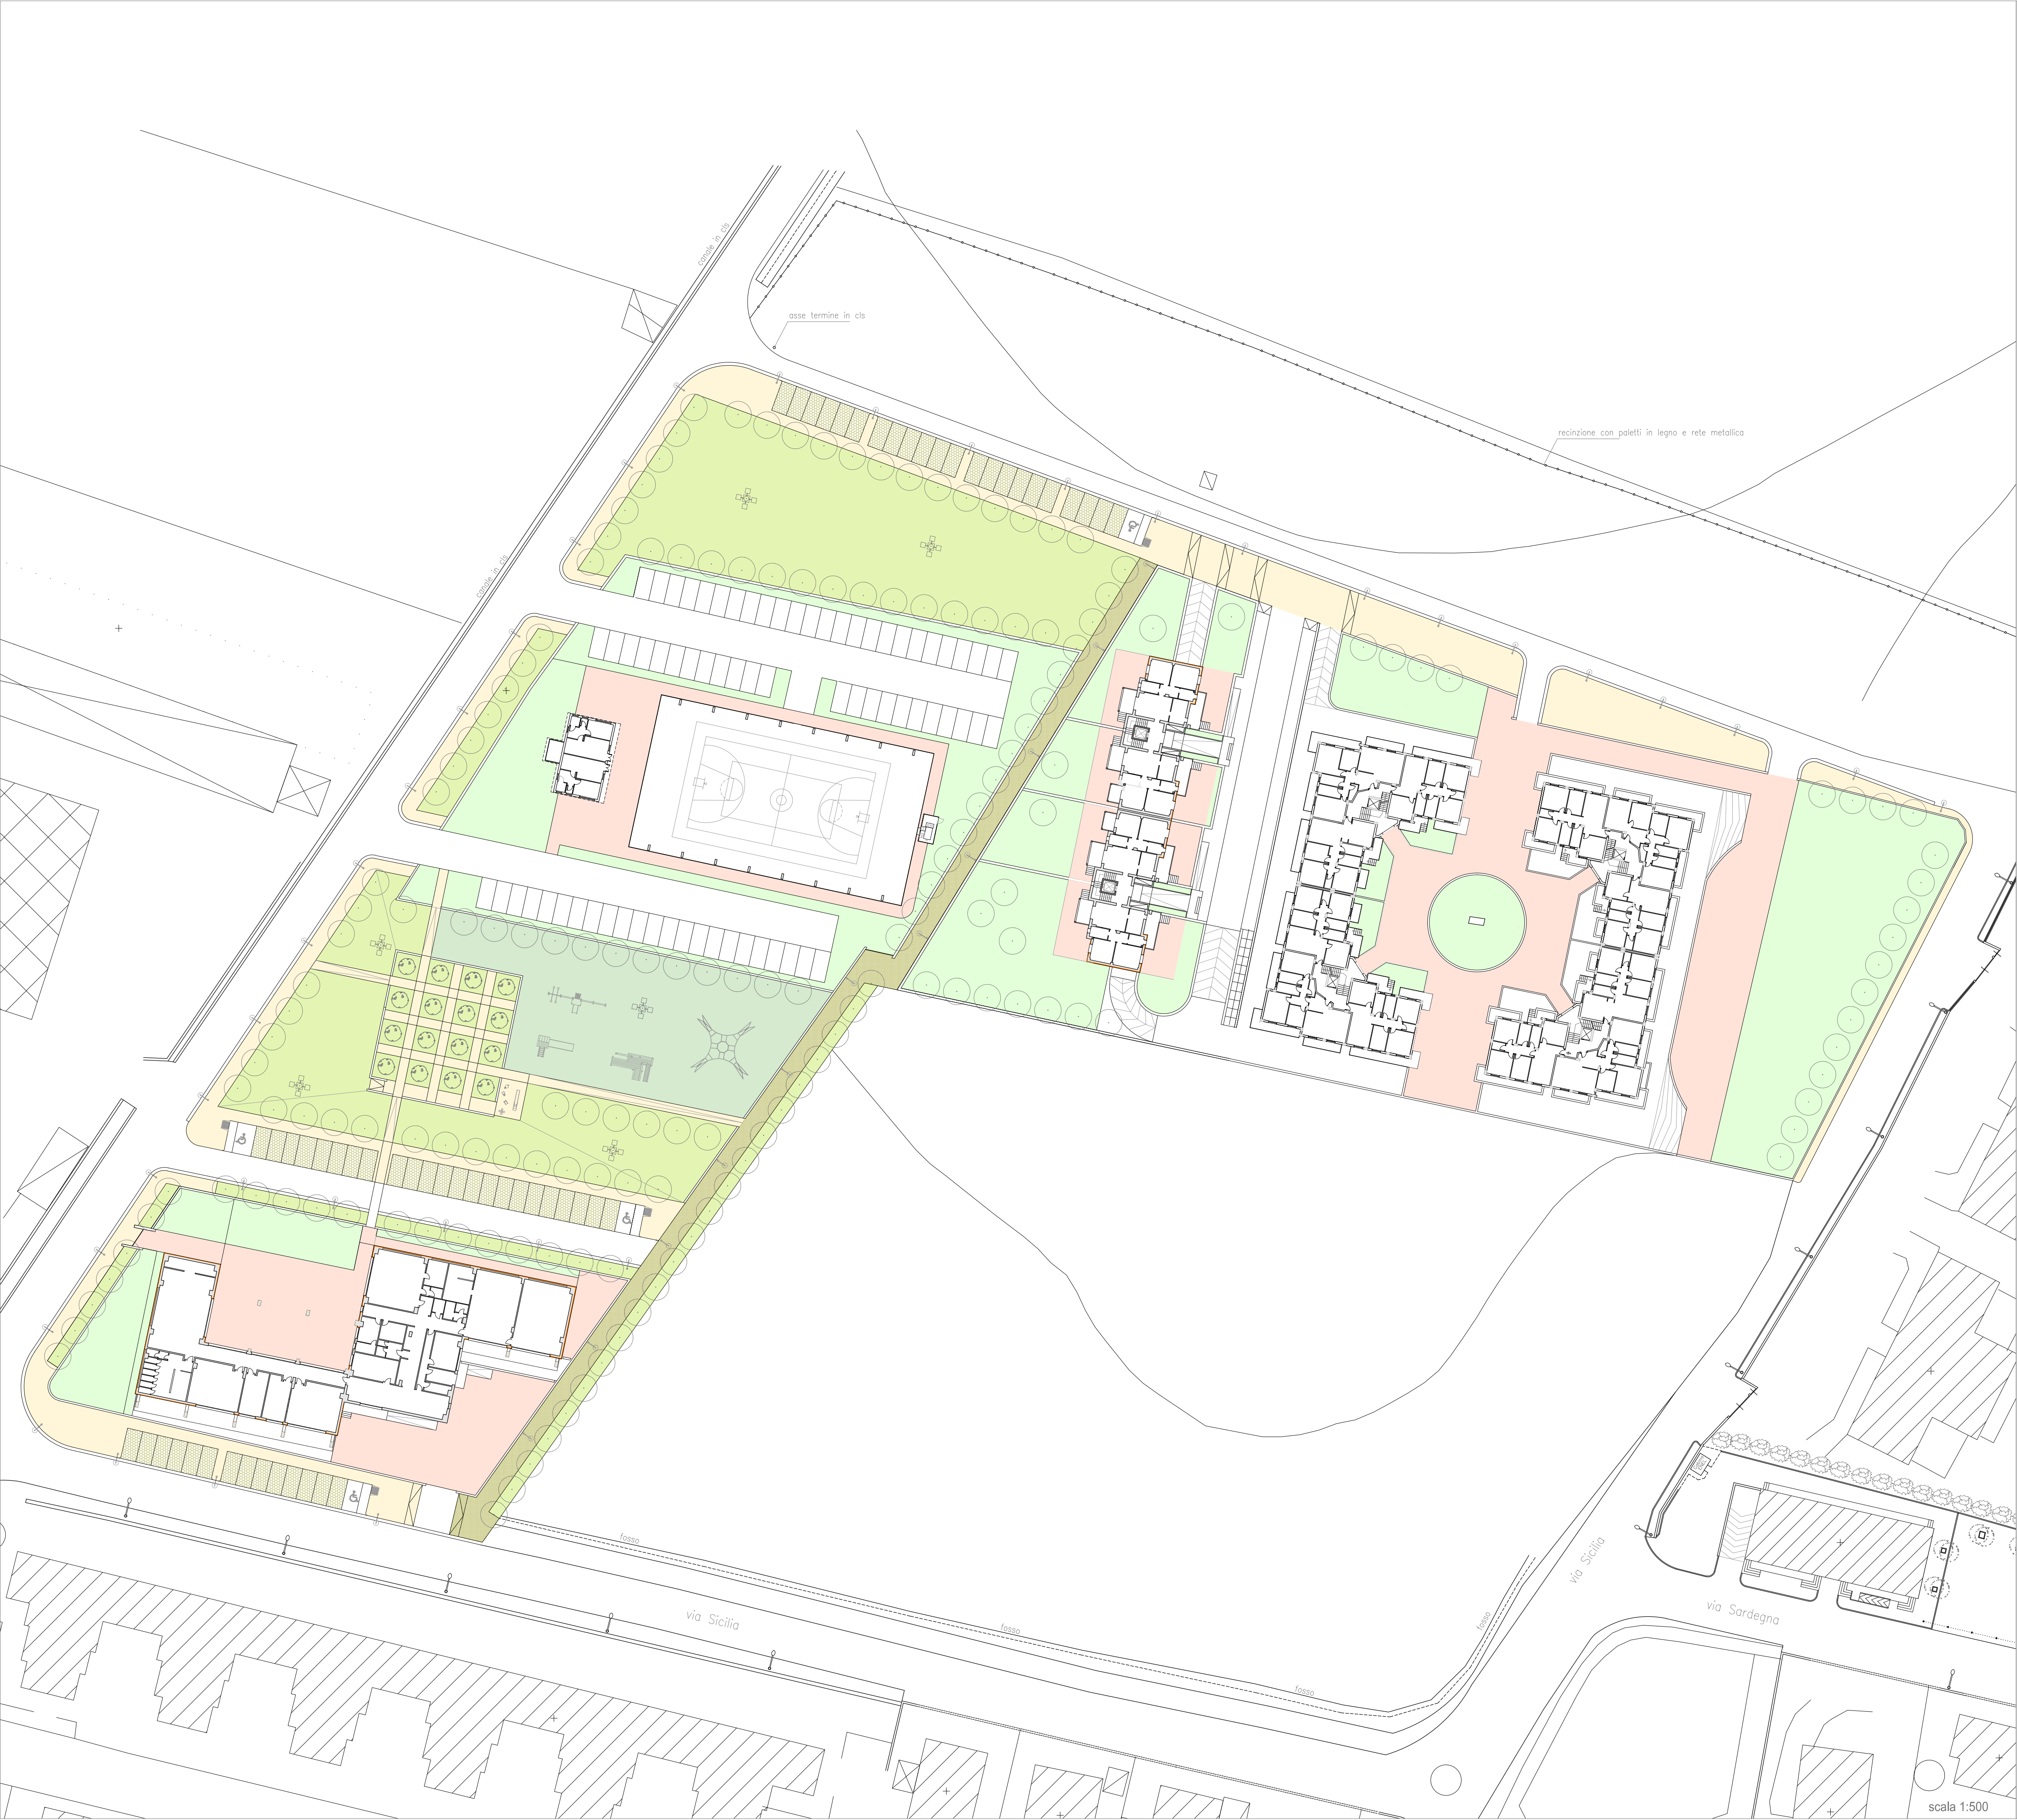 canale in cls
asse termine in cls
recinzione con paletti in legno e rete metallica
canale in cls
fosso
via Sicilia
via Sicilia
via Sardegna
fosso
fosso
fosso
scala 1:500